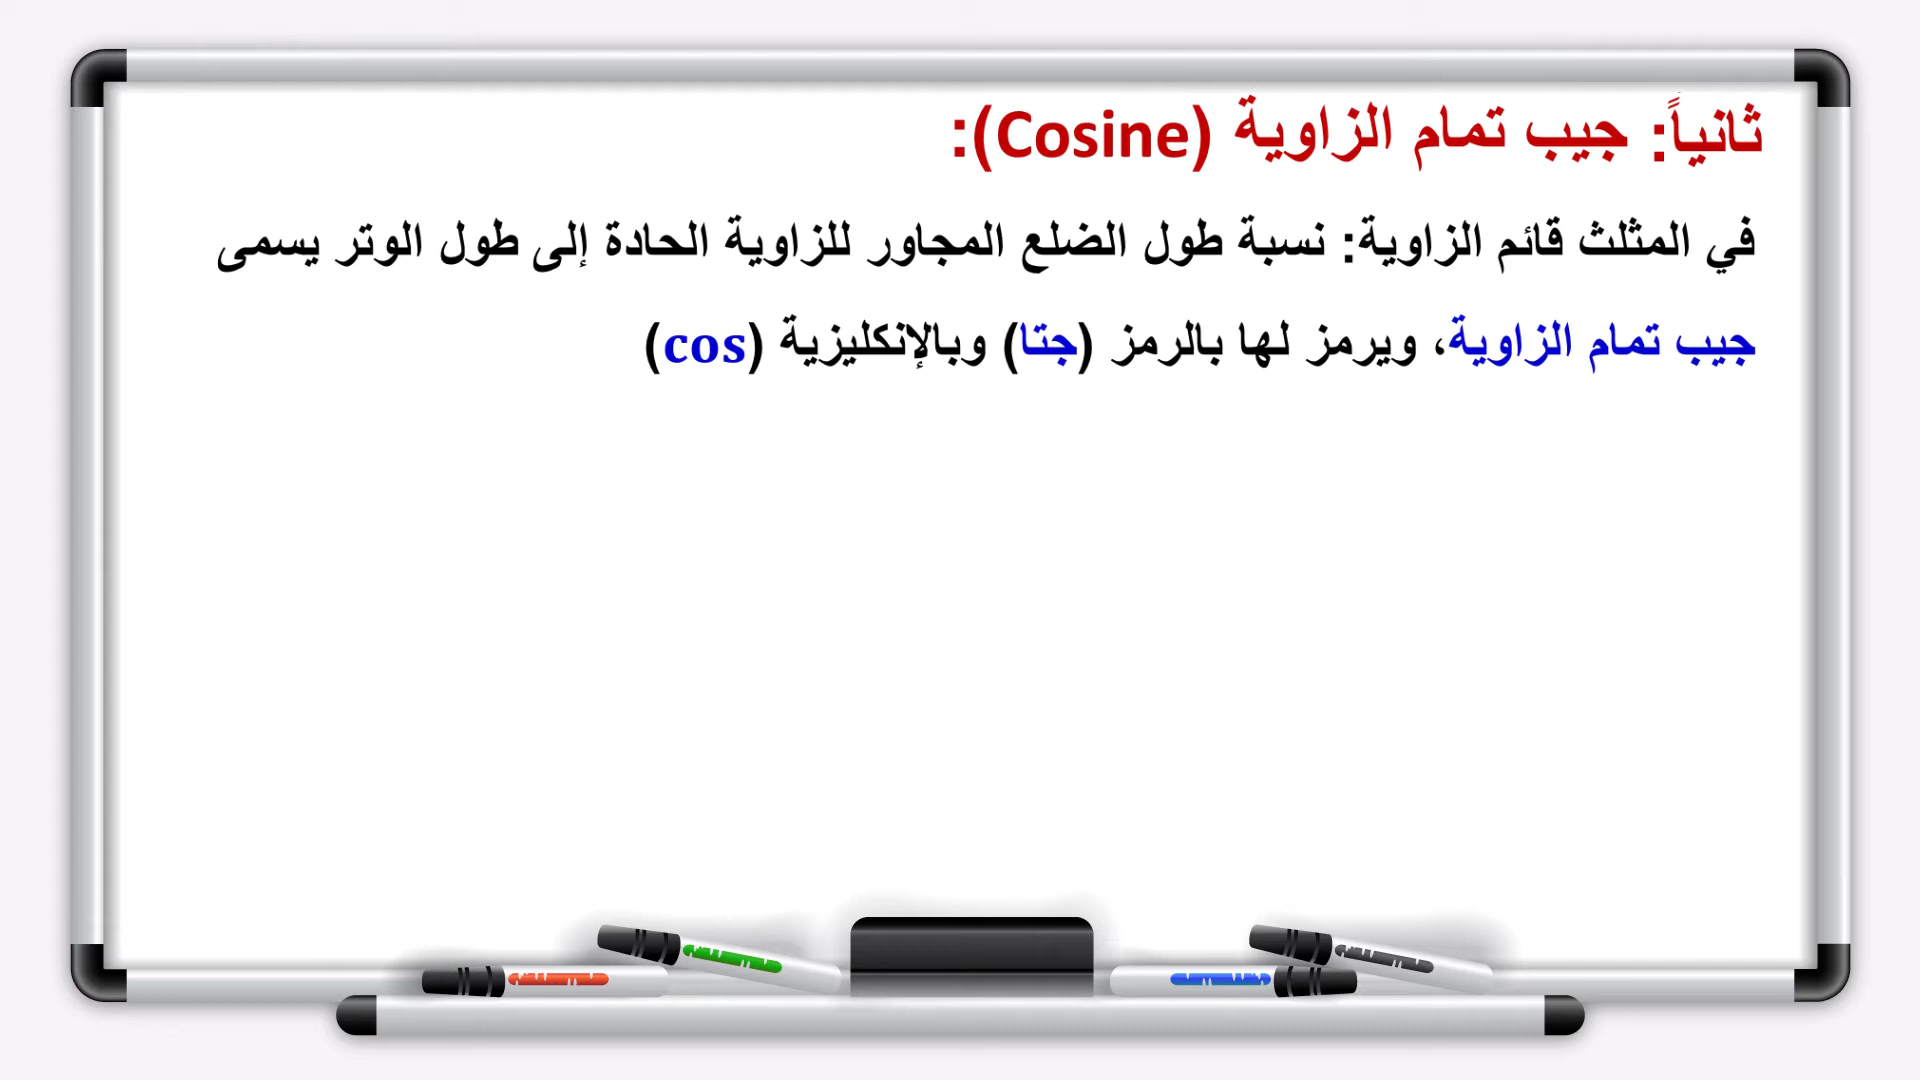 ثانياً: جيب تمام الزاوية (Cosine):
في المثلث قائم الزاوية: نسبة طول الضلع المجاور للزاوية الحادة إلى طول الوتر يسمى
جيب تمام الزاوية، ويرمز لها بالرمز (جتا) وبالإنكليزية (cos)